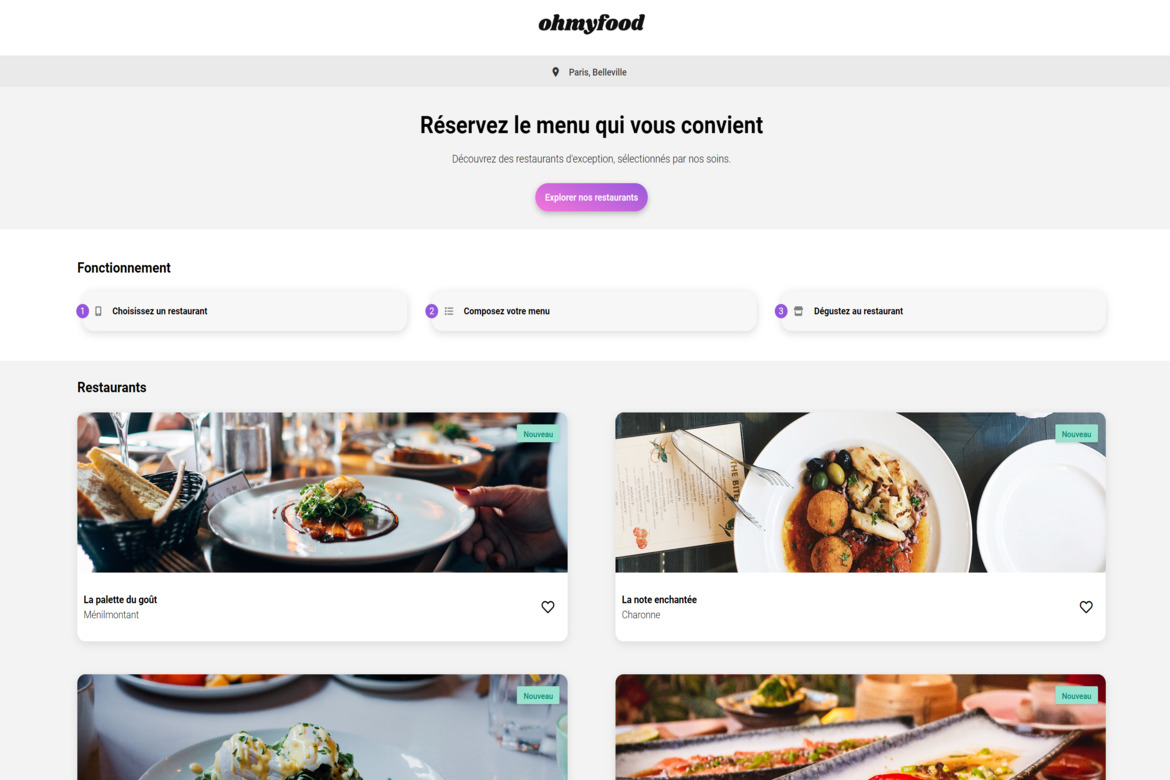 ohmyfood
Paris, Belleville
Réservez le menu qui vous convient
Découvrez des restaurants d'exception, sélectionnés par nos soins.
Explorer nos restaurants
Fonctionnement
1 Choisissez un restaurant
2 Composez votre menu
3 Dégustez au restaurant
Restaurants
Nouveau
Nouveau
THE BITE
La palette du goût
Ménilmontant
La note enchantée
Charonne
Nouveau
Nouveau